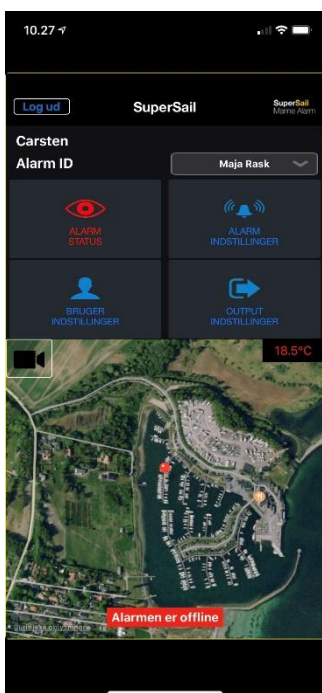 10.27
Log ud
SuperSail
SuperSail
Marine Alarm
Carsten
Alarm ID
Maja Rask
ALARM
STATUS
ALARM
INDSTILLINGER
BRUGER
INDSTILLINGER
OUTPUT
INDSTILLINGER
18.5°C
Alarmen er offline